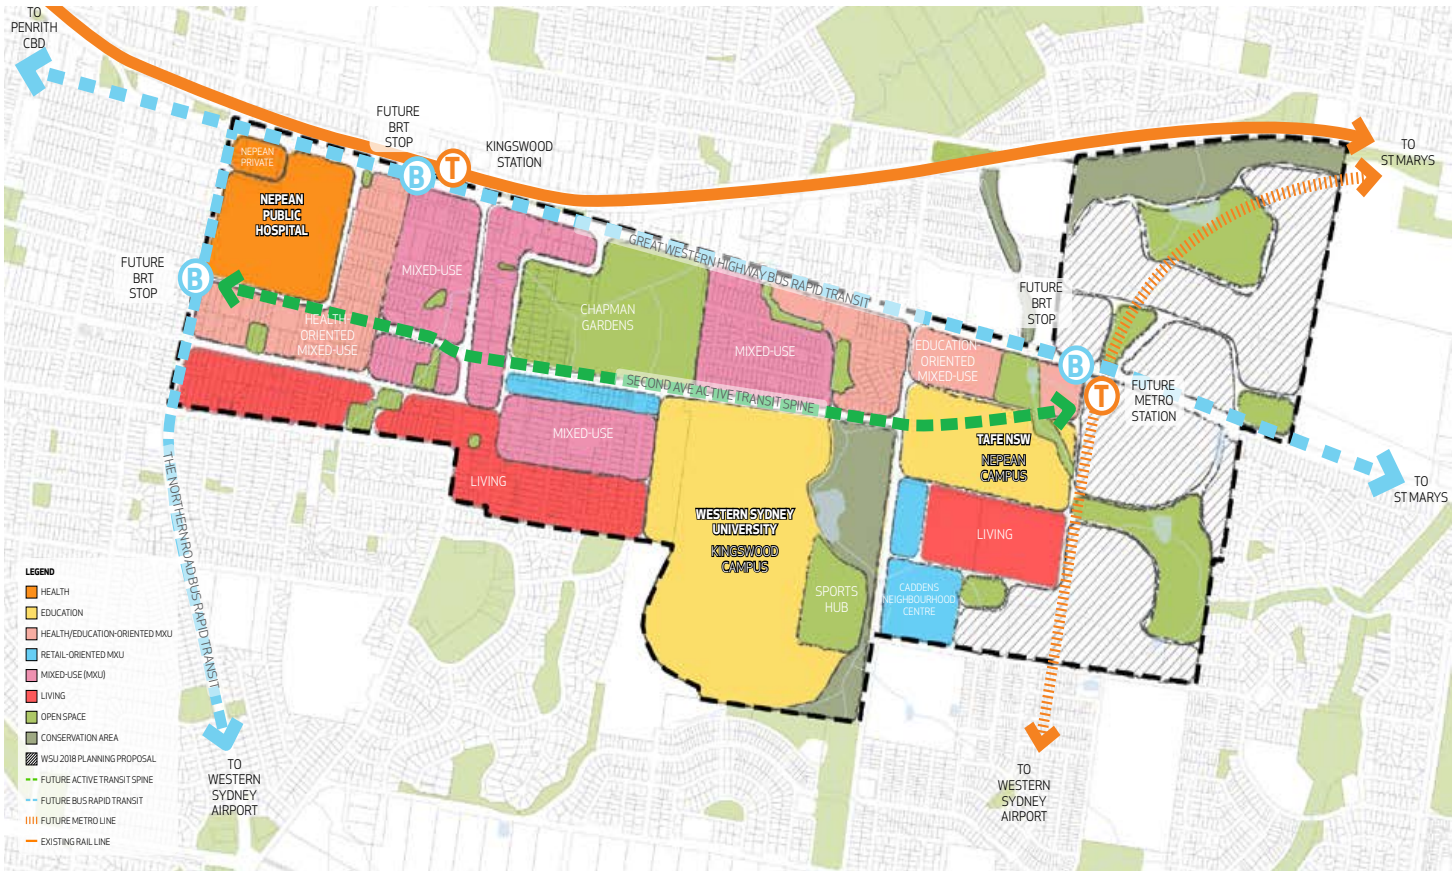 TO
PENRITH
CBD
FUTURE
BRT
STOP
B
T
KINGSWOOD
STATION
TO
ST MARYS
NEPEAN
PRIVATE
NEPEAN
PUBLIC
HOSPITAL
FUTURE
BRT
STOP
B
MIXED-USE
GREAT WESTERN HIGHWAY BUS RAPID TRANSIT
CHAPMAN
GARDENS
HEALTH-
ORIENTED
MIXED-USE
MIXED-USE
EDUCATION-
ORIENTED
MIXED-USE
FUTURE
BRT
STOP
B
T
FUTURE
METRO
STATION
SECOND AVE ACTIVE TRANSIT SPINE
MIXED-USE
LIVING
TAFE NSW
NEPEAN
CAMPUS
TO
ST MARYS
WESTERN SYDNEY
UNIVERSITY
KINGSWOOD
CAMPUS
LIVING
SPORTS
HUB
CADDENS
NEIGHBOURHOOD
CENTRE
THE NORTHERN ROAD BUS RAPID TRANSIT
LEGEND
HEALTH
EDUCATION
HEALTH/EDUCATION-ORIENTED MXU
RETAIL-ORIENTED MXU
MIXED-USE (MXU)
LIVING
OPEN SPACE
CONSERVATION AREA
WSU 2018 PLANNING PROPOSAL
FUTURE ACTIVE TRANSIT SPINE
FUTURE BUS RAPID TRANSIT
FUTURE METRO LINE
EXISTING RAIL LINE
TO
WESTERN
SYDNEY
AIRPORT
TO
WESTERN
SYDNEY
AIRPORT